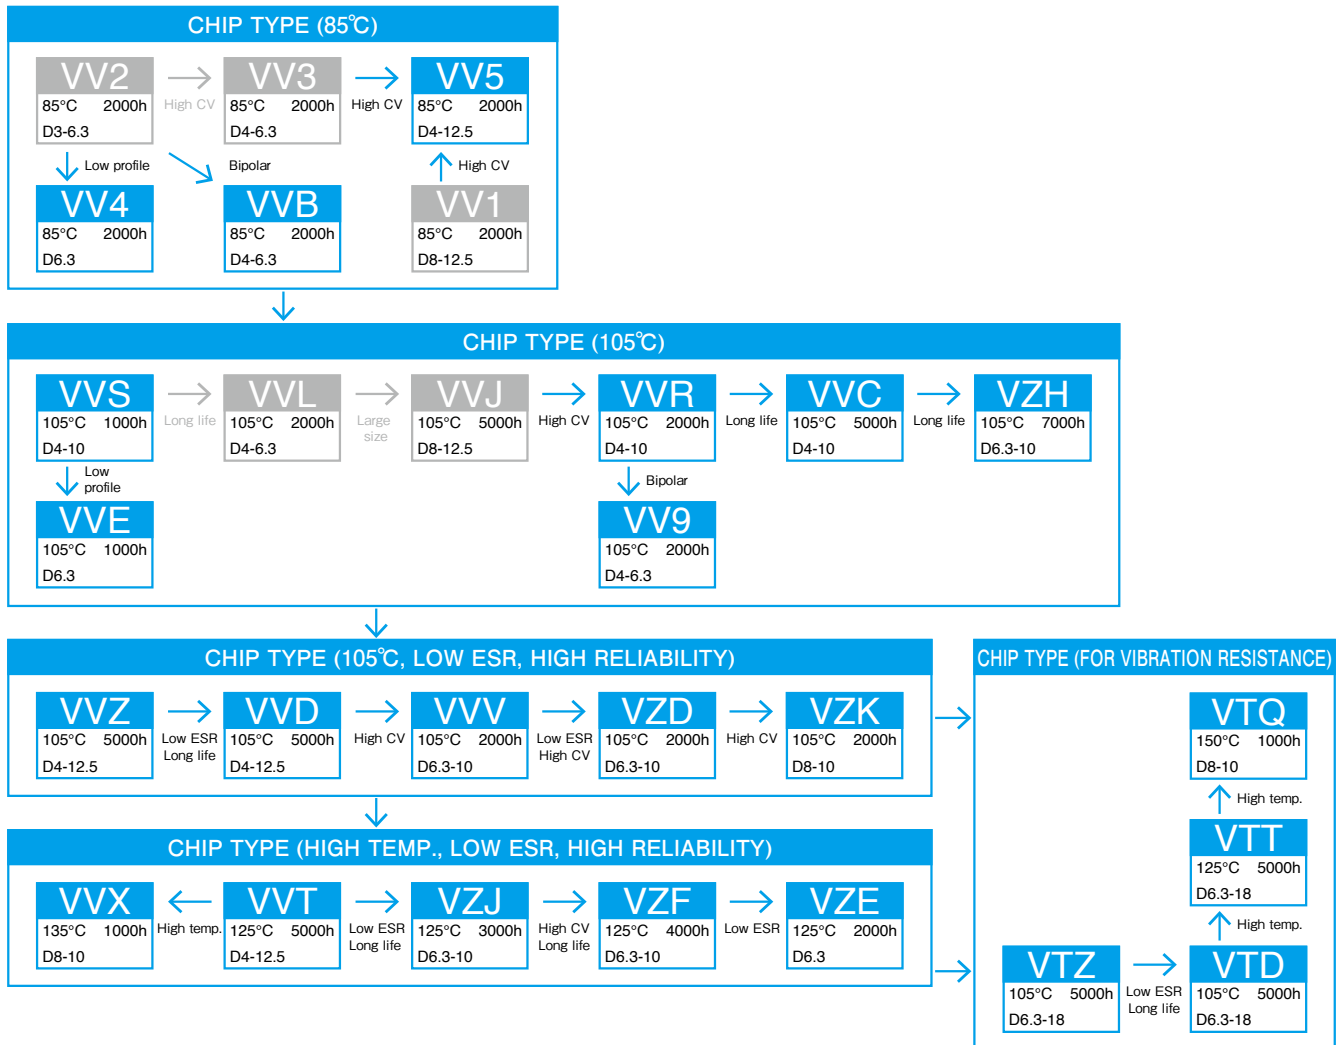 CHIP TYPE (85℃)
VV2
85°C 2000h
D3-6.3
High CV
VV3
85°C 2000h
D4-6.3
High CV
VV5
85°C 2000h
D4-12.5
Low profile
Bipolar
High CV
VV4
85°C 2000h
D6.3
VVB
85°C 2000h
D4-6.3
VV1
85°C 2000h
D8-12.5
CHIP TYPE (105℃)
VVS
105°C 1000h
D4-10
Long life
VVL
105°C 2000h
D4-6.3
Large
size
VVJ
105°C 5000h
D8-12.5
High CV
VVR
105°C 2000h
D4-10
Long life
VVC
105°C 5000h
D4-10
Long life
VZH
105°C 7000h
D6.3-10
Low
profile
Bipolar
VVE
105°C 1000h
D6.3
VV9
105°C 2000h
D4-6.3
CHIP TYPE (105℃, LOW ESR, HIGH RELIABILITY)
VVZ
105°C 5000h
D4-12.5
Low ESR
Long life
VVD
105°C 5000h
D4-12.5
High CV
VVV
105°C 2000h
D6.3-10
Low ESR
High CV
VZD
105°C 2000h
D6.3-10
High CV
VZK
105°C 2000h
D8-10
CHIP TYPE (HIGH TEMP., LOW ESR, HIGH RELIABILITY)
VVX
135°C 1000h
D8-10
High temp.
VVT
125°C 5000h
D4-12.5
Low ESR
Long life
VZJ
125°C 3000h
D6.3-10
High CV
Long life
VZF
125°C 4000h
D6.3-10
Low ESR
VZE
125°C 2000h
D6.3
CHIP TYPE (FOR VIBRATION RESISTANCE)
VTQ
150°C 1000h
D8-10
High temp.
VTT
125°C 5000h
D6.3-18
High temp.
VTZ
105°C 5000h
D6.3-18
Low ESR
Long life
VTD
105°C 5000h
D6.3-18